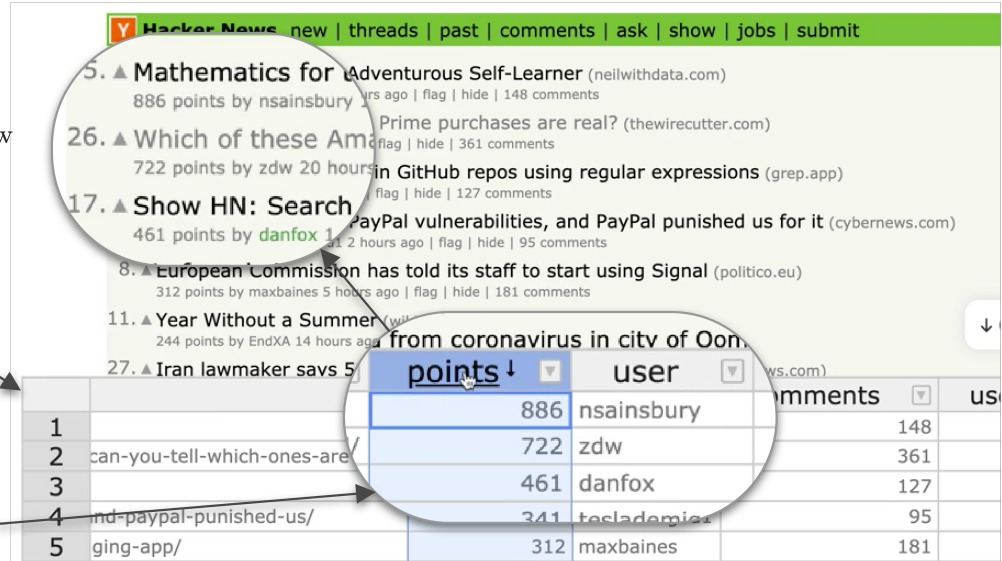 Y Hacker News new | threads | past | comments | ask | show | jobs | submit
5. Mathematics for Adventurous Self-Learner (neilwithdata.com)
886 points by nsainsbury 1 urs ago | flag | hide | 148 comments
w
26. Which of these Ama Prime purchases are real? (thewirecutter.com)
722 points by zdw 20 hours flag | hide | 361 comments
17. Show HN: Search in GitHub repos using regular expressions (grep.app)
461 points by danfox 1 flag | hide | 127 comments
PayPal vulnerabilities, and PayPal punished us for it (cybernews.com)
2 hours ago | flag | hide | 95 comments
8. European Commission has told its staff to start using Signal (politico.eu)
312 points by maxbaines 5 hours ago | flag | hide | 181 comments
11. Year Without a Summer
244 points by EndXA 14 hours ago
from coronavirus in city of Qom
27. Iran lawmaker says 5 ws.com)
points ↓ user omments use
1 886 nsainsbury 148
2 can-you-tell-which-ones-are 722 zdw 361
3 461 danfox 127
4 nd-paypal-punished-us/ 341 95
5 ging-app/ 312 maxbaines 181